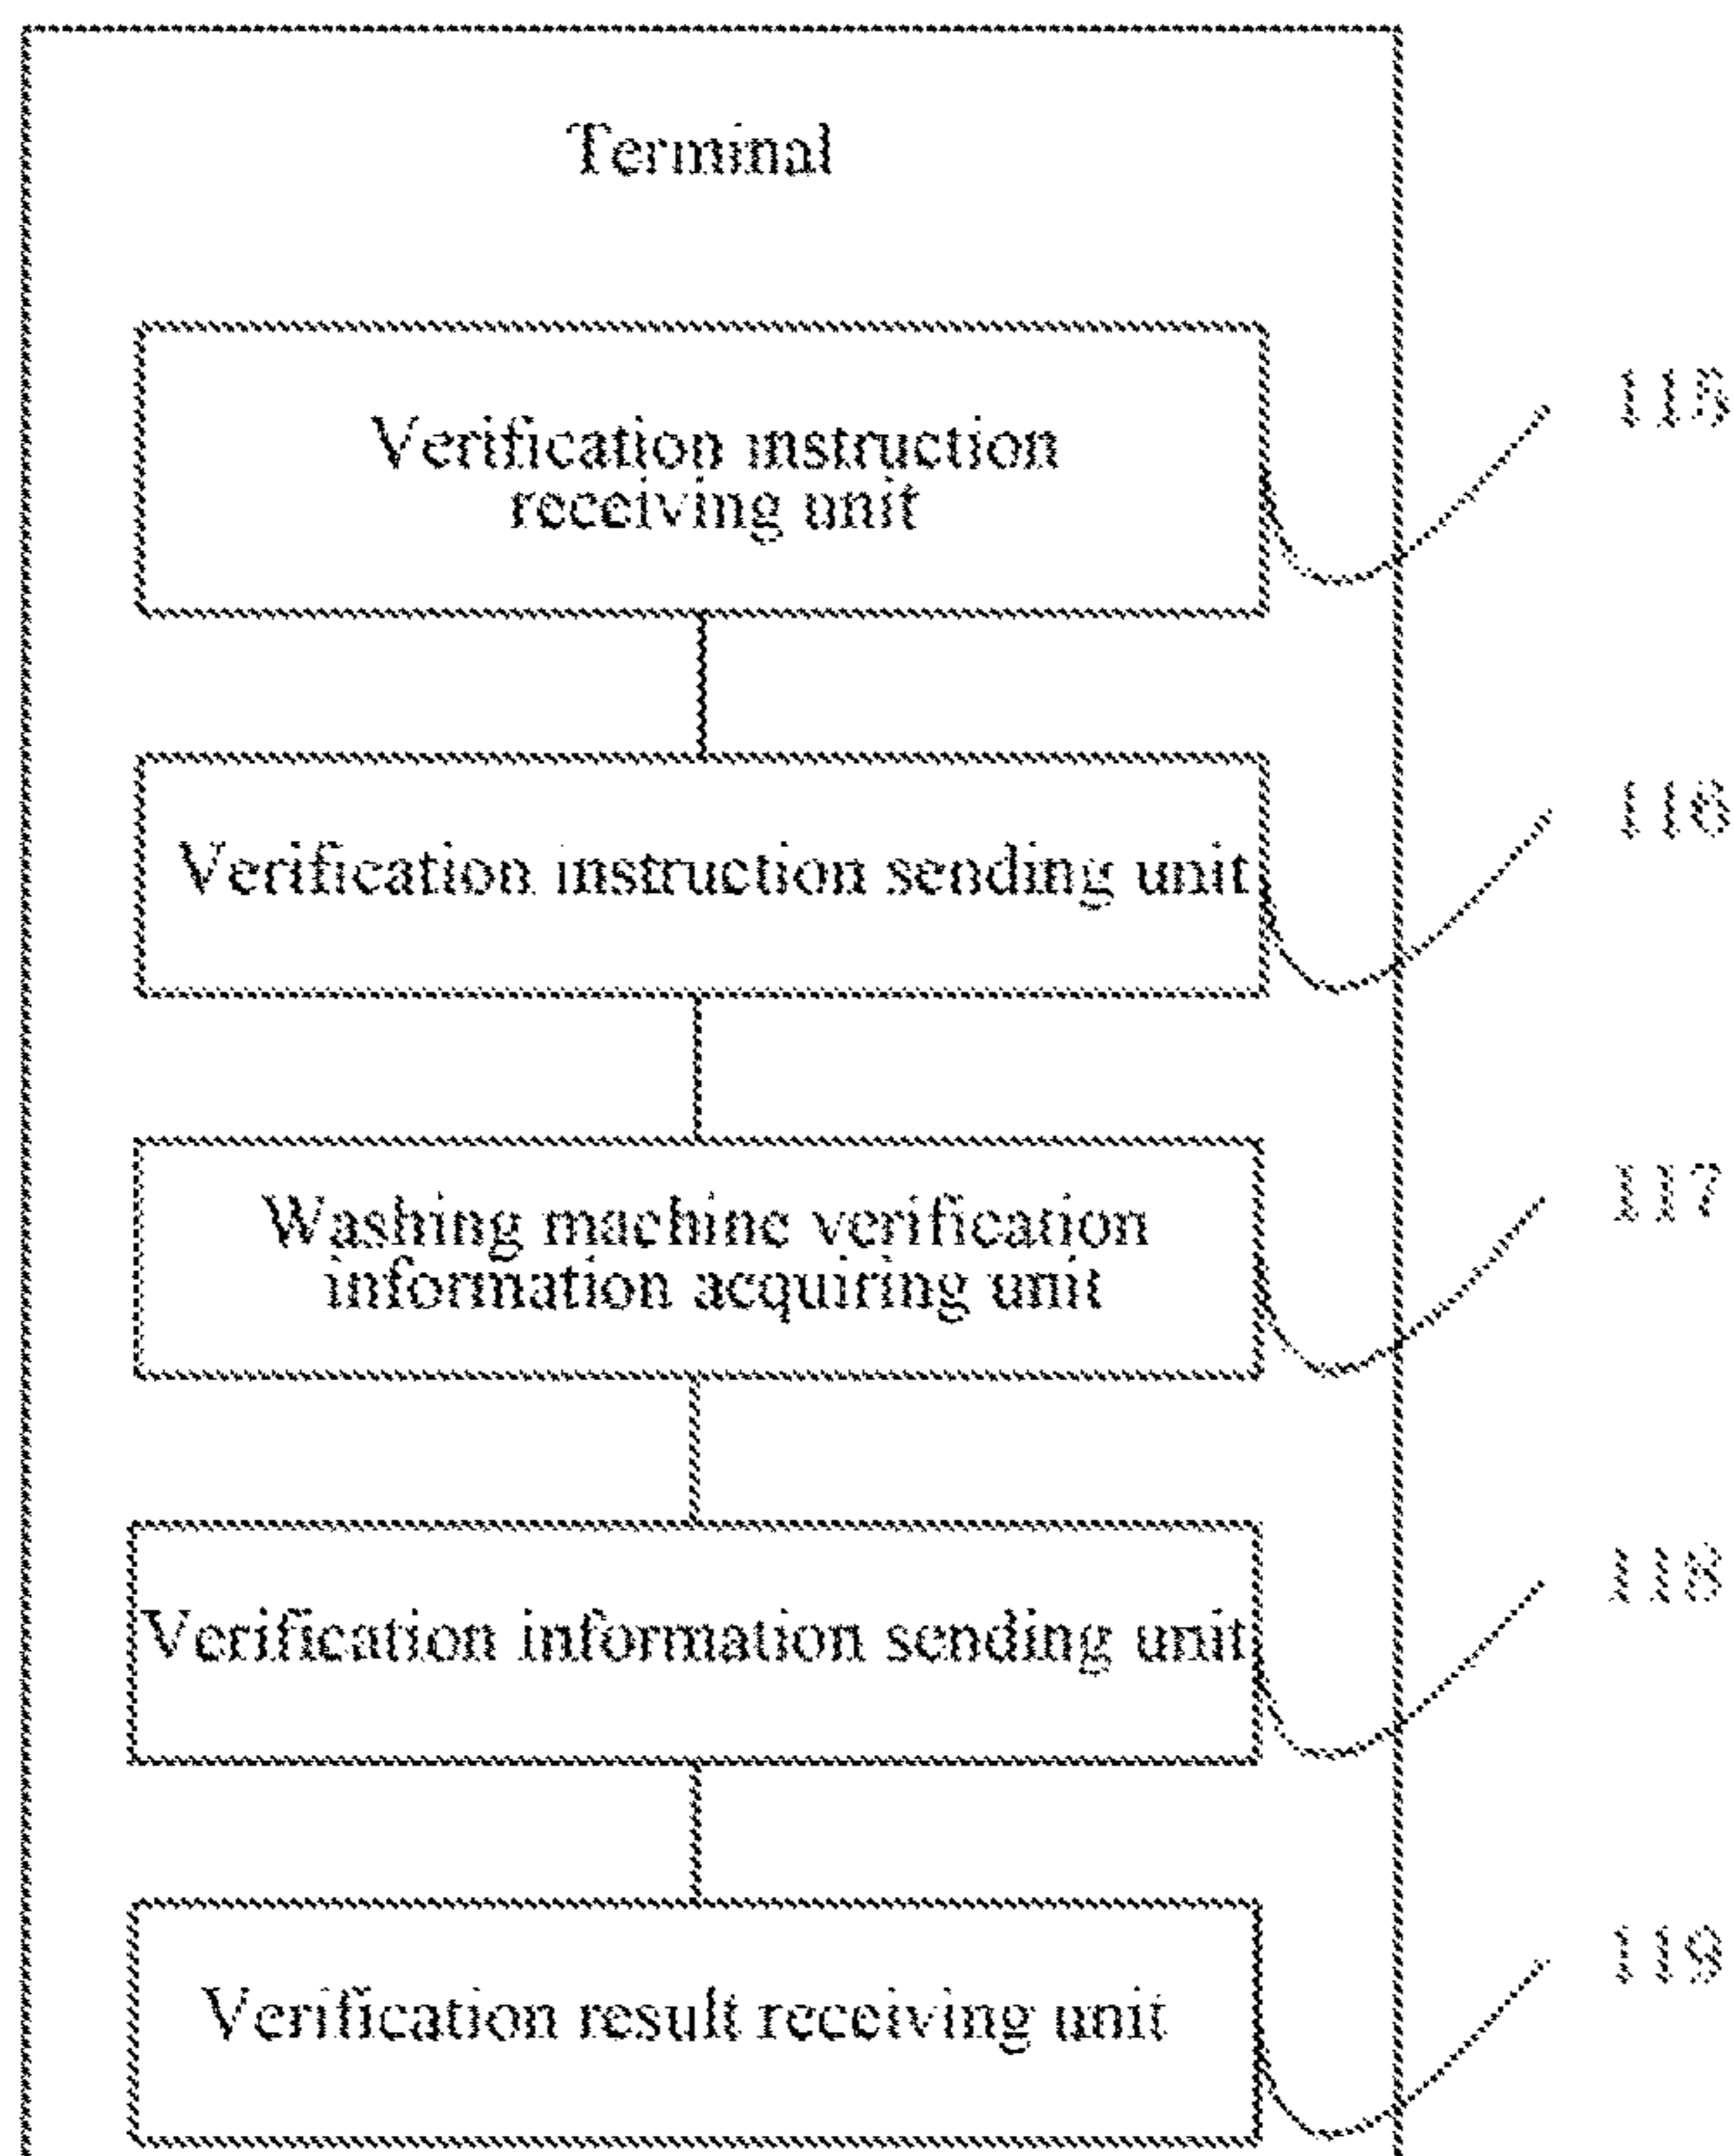 Terminal
Verification instruction
receiving unit
115
Verification instruction sending unit
116
Washing machine verification
information acquiring unit
117
Verification information sending unit
118
Verification result receiving unit
119